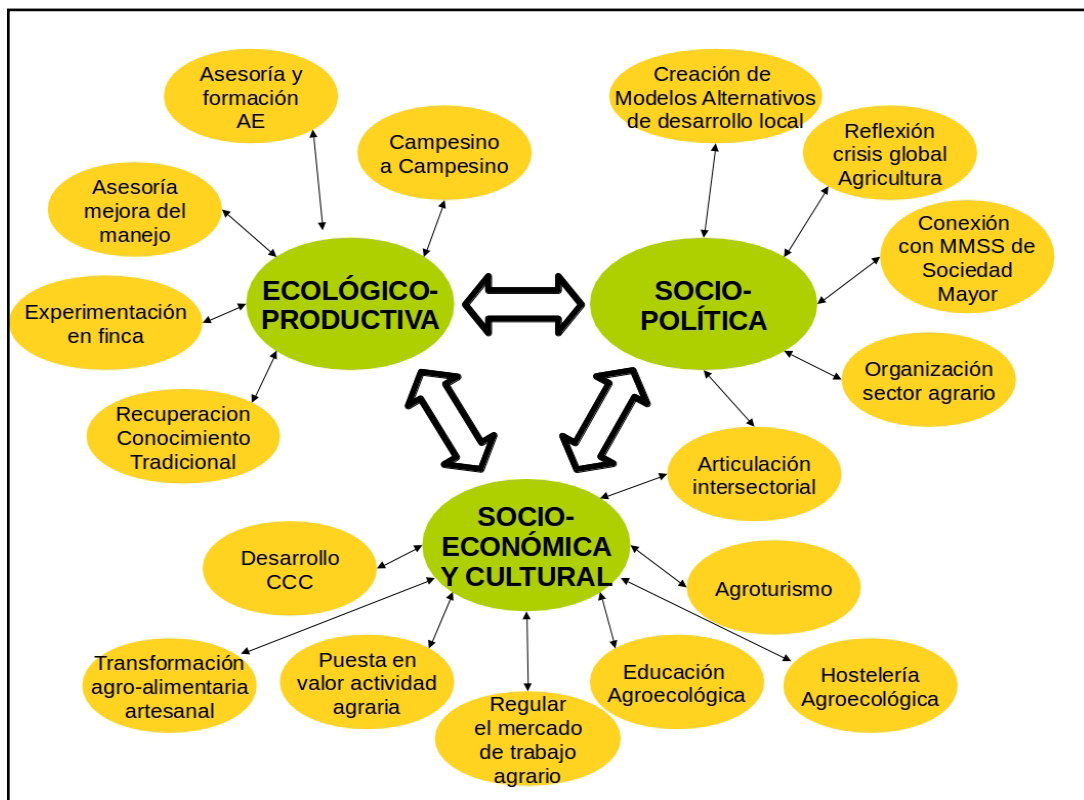 Asesoría y
formación
AE
Campesino
a Campesino
Asesoría
mejora del
manejo
Experimentación
en finca
Recuperacion
Conocimiento
Tradicional
ECOLÓGICO-
PRODUCTIVA
Creación de
Modelos Alternativos
de desarrollo local
Reflexión
crisis global
Agricultura
Conexión
con MMSS de
Sociedad
Mayor
Organización
sector agrario
SOCIO-
POLÍTICA
Articulación
intersectorial
SOCIO-
ECONÓMICA
Y CULTURAL
Desarrollo
CCC
Agroturismo
Transformación
agro-alimentaria
artesanal
Puesta en
valor actividad
agraria
Regular
el mercado
de trabajo
agrario
Educación
Agroecológica
Hostelería
Agroecológica